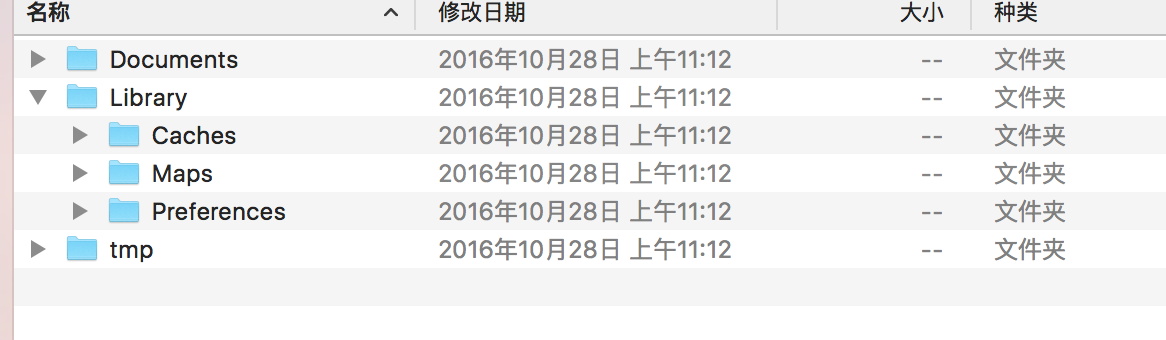 名称 修改日期 大小 种类
Documents 2016年10月28日 上午11:12 -- 文件夹
Library 2016年10月28日 上午11:12 -- 文件夹
Caches 2016年10月28日 上午11:12 -- 文件夹
Maps 2016年10月28日 上午11:12 -- 文件夹
Preferences 2016年10月28日 上午11:12 -- 文件夹
tmp 2016年10月28日 上午11:12 -- 文件夹